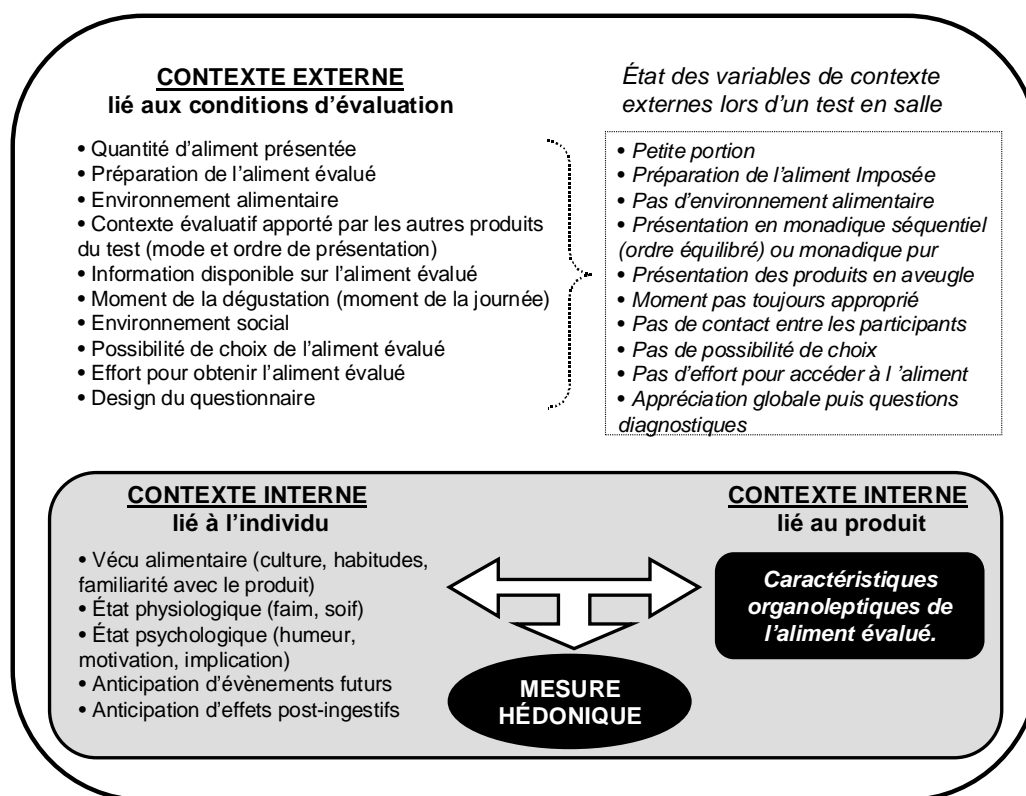 CONTEXTE EXTERNE
lié aux conditions d'évaluation
• Quantité d'aliment présentée
• Préparation de l'aliment évalué
• Environnement alimentaire
• Contexte évaluatif apporté par les autres produits
du test (mode et ordre de présentation)
• Information disponible sur l'aliment évalué
• Moment de la dégustation (moment de la journée)
• Environnement social
• Possibilité de choix de l'aliment évalué
• Effort pour obtenir l'aliment évalué
• Design du questionnaire
État des variables de contexte
externes lors d'un test en salle
• Petite portion
• Préparation de l'aliment Imposée
• Pas d'environnement alimentaire
• Présentation en monadique séquentiel
(ordre équilibré) ou monadique pur
• Présentation des produits en aveugle
• Moment pas toujours approprié
• Pas de contact entre les participants
• Pas de possibilité de choix
• Pas d'effort pour accéder à l 'aliment
• Appréciation globale puis questions
diagnostiques
CONTEXTE INTERNE
lié à l'individu
• Vécu alimentaire (culture, habitudes,
familiarité avec le produit)
• État physiologique (faim, soif)
• État psychologique (humeur,
motivation, implication)
• Anticipation d'évènements futurs
• Anticipation d'effets post-ingestifs
CONTEXTE INTERNE
lié au produit
Caractéristiques
organoleptiques de
l'aliment évalué.
MESURE
HÉDONIQUE